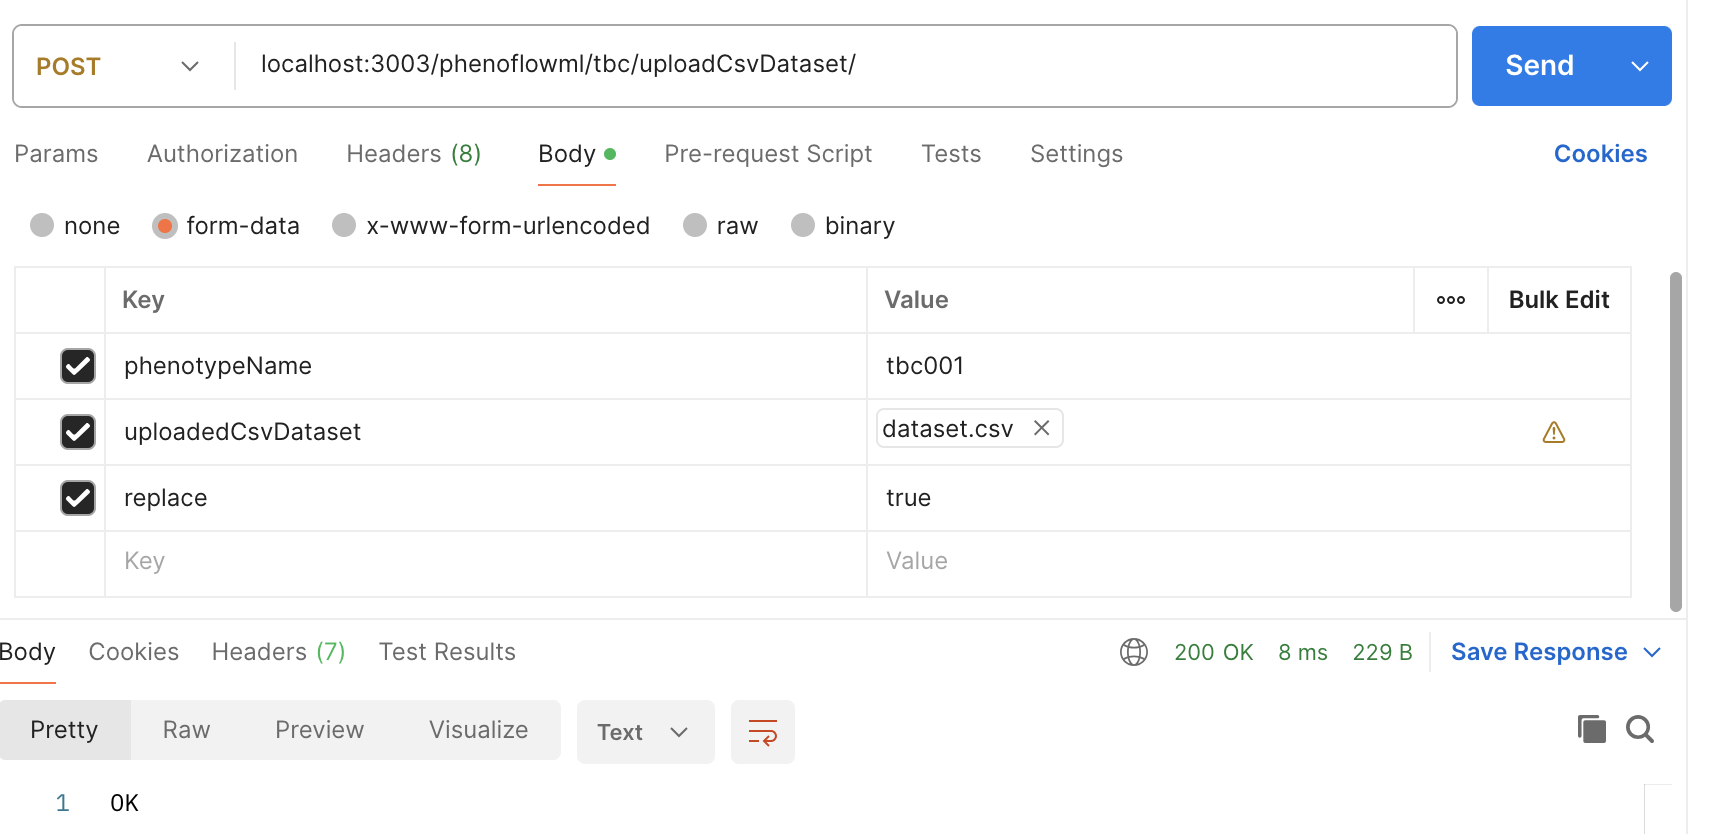 POST localhost:3003/phenoflowml/tbc/uploadCsvDataset/ Send
Params Authorization Headers (8) Body Pre-request Script Tests Settings Cookies
none form-data x-www-form-urlencoded raw binary
Key Value Bulk Edit
phenotypeName tbc001
uploadedCsvDataset dataset.csv
replace true
Key Value
Body Cookies Headers (7) Test Results 200 OK 8 ms 229 B Save Response
Pretty Raw Preview Visualize Text
1 OK